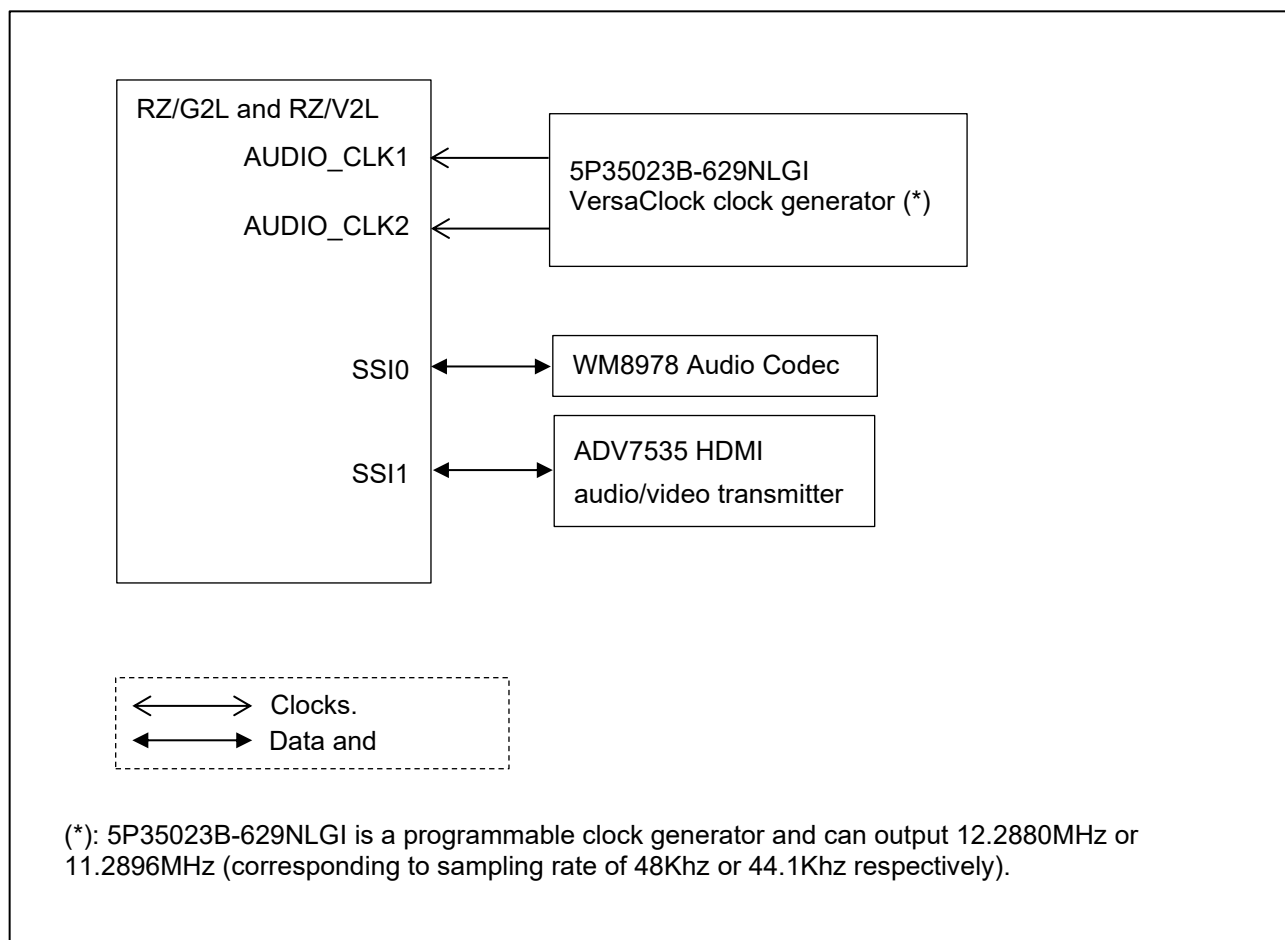 RZ/G2L and RZ/V2L
AUDIO_CLK1
AUDIO_CLK2
5P35023B-629NLGI
VersaClock clock generator (*)
SSI0
WM8978 Audio Codec
SSI1
ADV7535 HDMI
audio/video transmitter
Clocks.
Data and
(*): 5P35023B-629NLGI is a programmable clock generator and can output 12.2880MHz or
11.2896MHz (corresponding to sampling rate of 48Khz or 44.1Khz respectively).